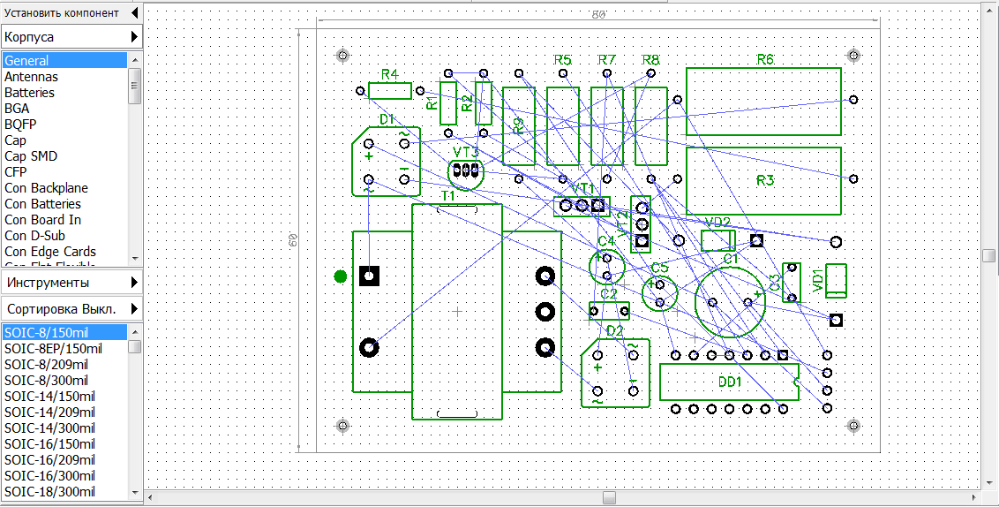 Установить компонент
Корпуса
General
Antennas
Batteries
BGA
BQFP
Cap
Cap SMD
CFP
Con Backplane
Con Batteries
Con Board In
Con D-Sub
Con Edge Cards
Con Flat Flexible
Инструменты
Сортировка Выкл.
SOIC-8/150mil
SOIC-8EP/150mil
SOIC-8/209mil
SOIC-8/300mil
SOIC-14/150mil
SOIC-14/209mil
SOIC-14/300mil
SOIC-16/150mil
SOIC-16/209mil
SOIC-16/300mil
SOIC-18/300mil
80
60
R4
R1
R2
R9
R5
R7
R8
R6
D1
~
+
–
~
VT3
T1
VT1
VT2
R3
VD2
C4
+
C5
+
C1
+
C3
VD1
C2
D2
~
+
–
~
DD1